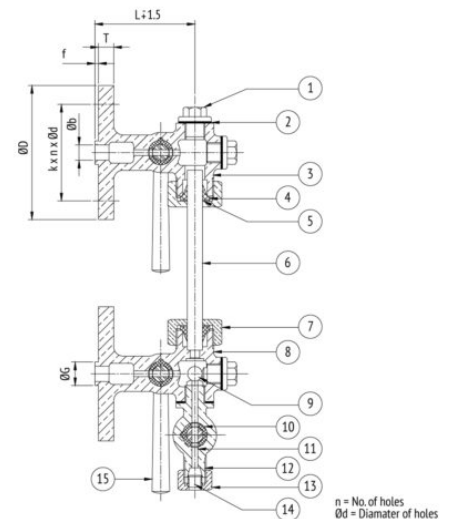 L±1.5
T
f
ØD
k x n x Ød
Øb
1
2
3
4
5
6
7
8
ØG
9
10
11
12
13
14
15
n = No. of holes
Ød = Diamater of holes